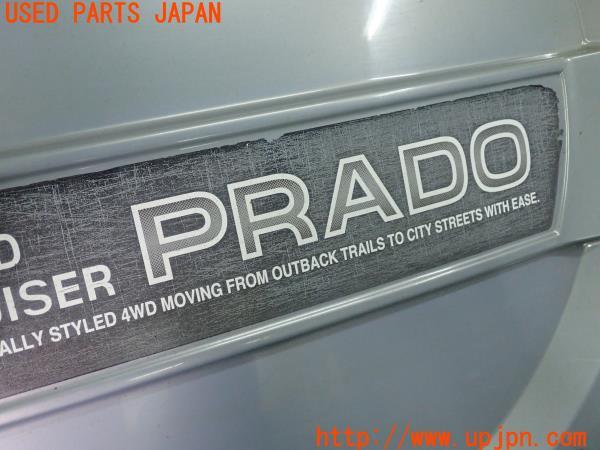 USED PARTS JAPAN
PRADO
ALLY STYLED 4WD MOVING FROM OUTBACK TRAILS TO CITY STREETS WITH EASE.
http://www.upjpn.com/